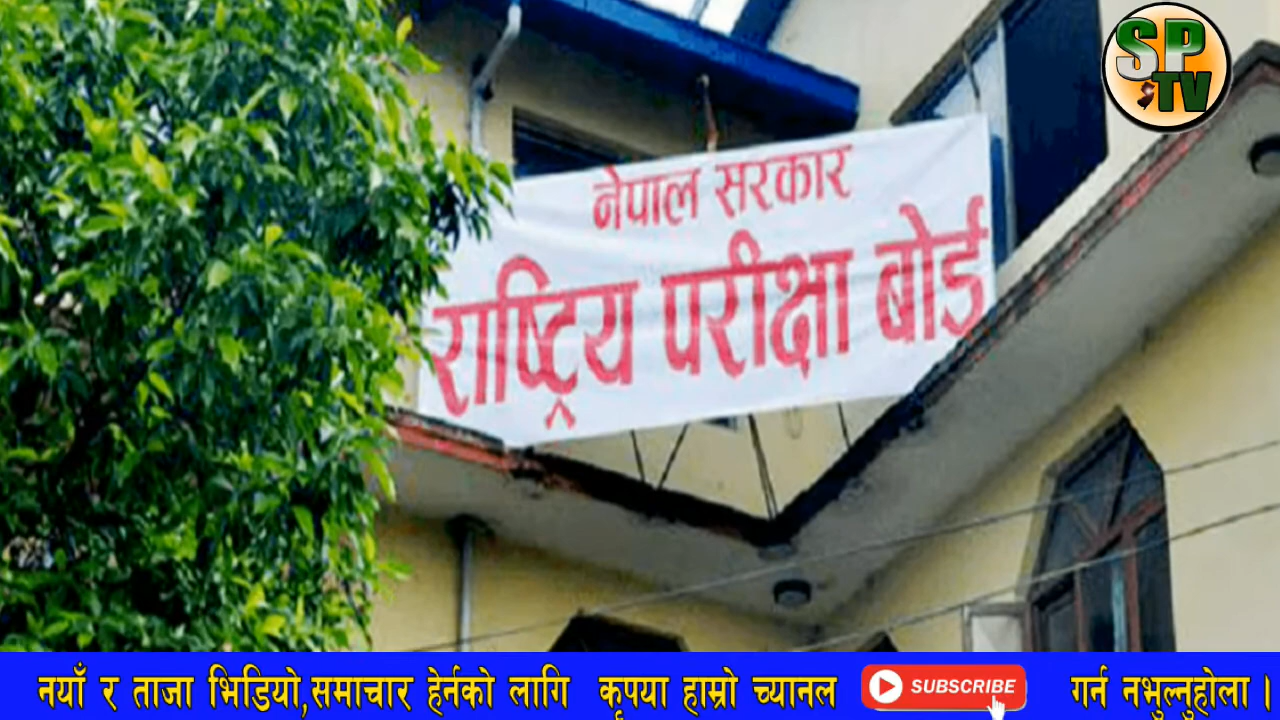 SP
TV
नेपाल सरकार
राष्ट्रिय परीक्षा बोर्ड
नयाँ र ताजा भिडियो,समाचार हेर्नको लागि कृपया हाम्रो च्यानल SUBSCRIBE गर्न नभुल्नुहोला ।